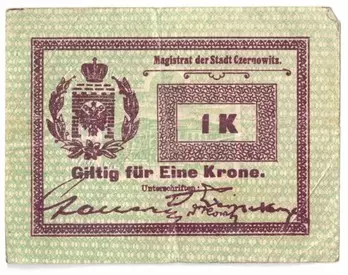 Magistrat der Stadt Czernowitz.
1 K
Giltig für Eine Krone.
Unterschriften: